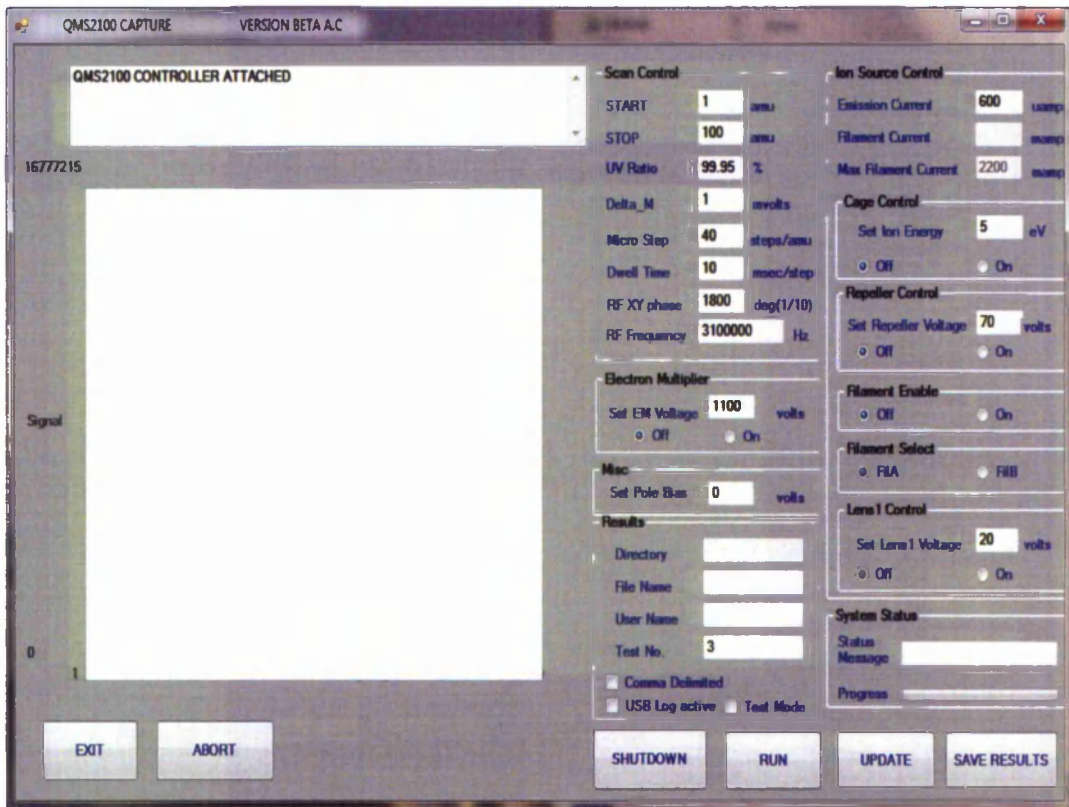 QMS2100 CAPTURE VERSION BETA A.C
QMS2100 CONTROLLER ATTACHED
16777215
Signal
0
1
EXIT
ABORT
Scan Control
START 1 amu
STOP 100 amu
UV Ratio 99.95 %
Delta_M 1 mvolts
Micro Step 40 steps/amu
Dwell Time 10 msec/step
RF XY phase 1800 deg(1/10)
RF Frequency 3100000 Hz
Electron Multiplier
Set EM Voltage 1100 volts
Off On
Misc
Set Pole Bias 0 volts
Results
Directory
File Name
User Name
Test No. 3
Comma Delimited
USB Log active Test Mode
Ion Source Control
Emission Current 600 uamp
Filament Current mamp
Max Filament Current 2200 mamp
Cage Control
Set Ion Energy 5 eV
Off On
Repeller Control
Set Repeller Voltage 70 volts
Off On
Filament Enable
Off On
Filament Select
FilA FilB
Lens1 Control
Set Lens1 Voltage 20 volts
Off On
System Status
Status
Message
Progress
SHUTDOWN
RUN
UPDATE
SAVE RESULTS